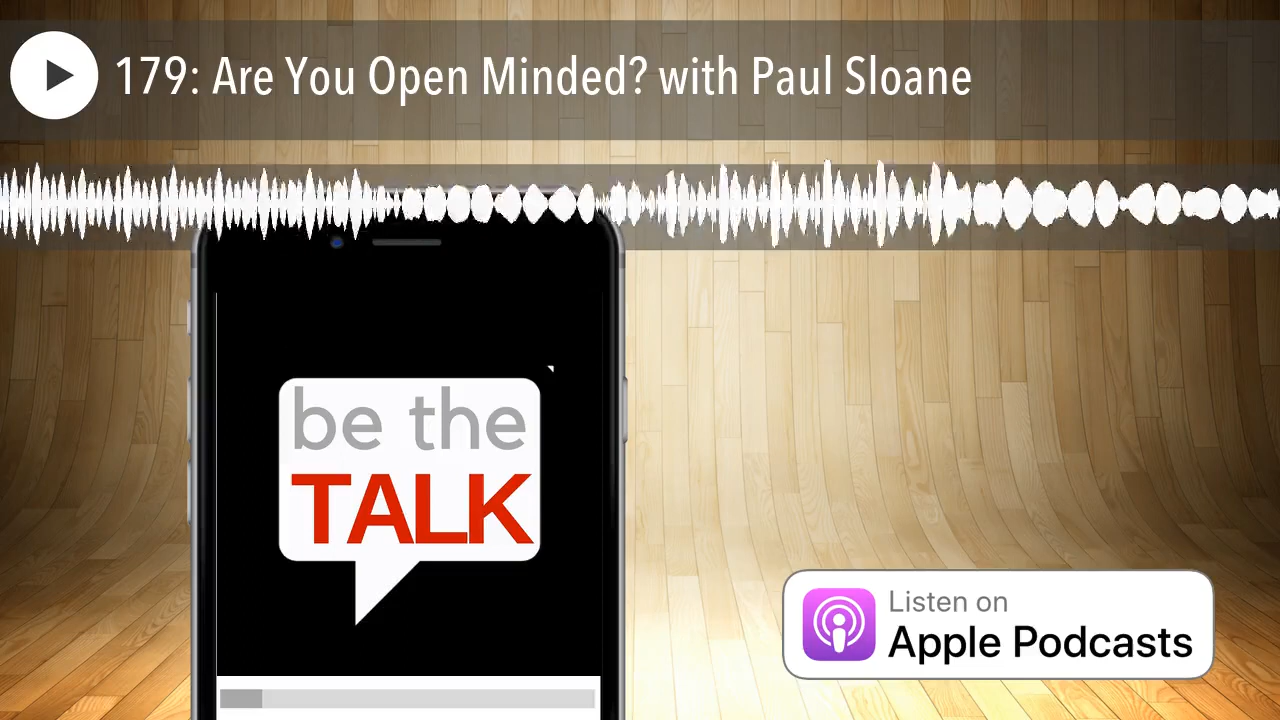 179: Are You Open Minded? with Paul Sloane
be the
TALK
Listen on
Apple Podcasts